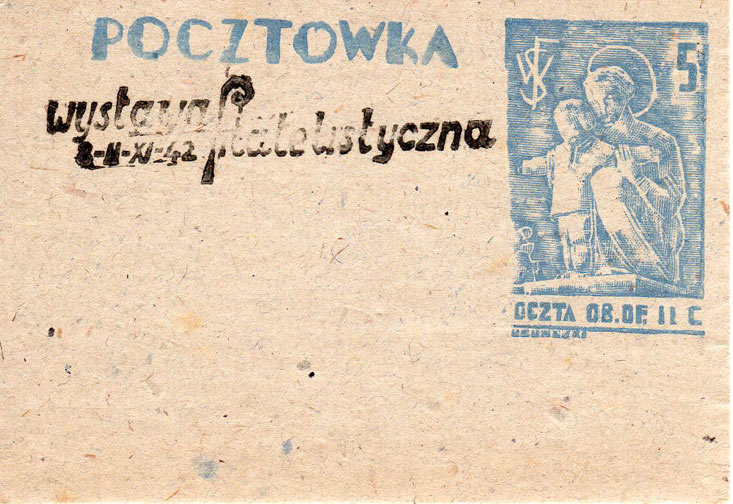 POCZTOWKA
wystawa filatelistyczna
8-11-XI-42
5
OCZTA OB. OF. II C